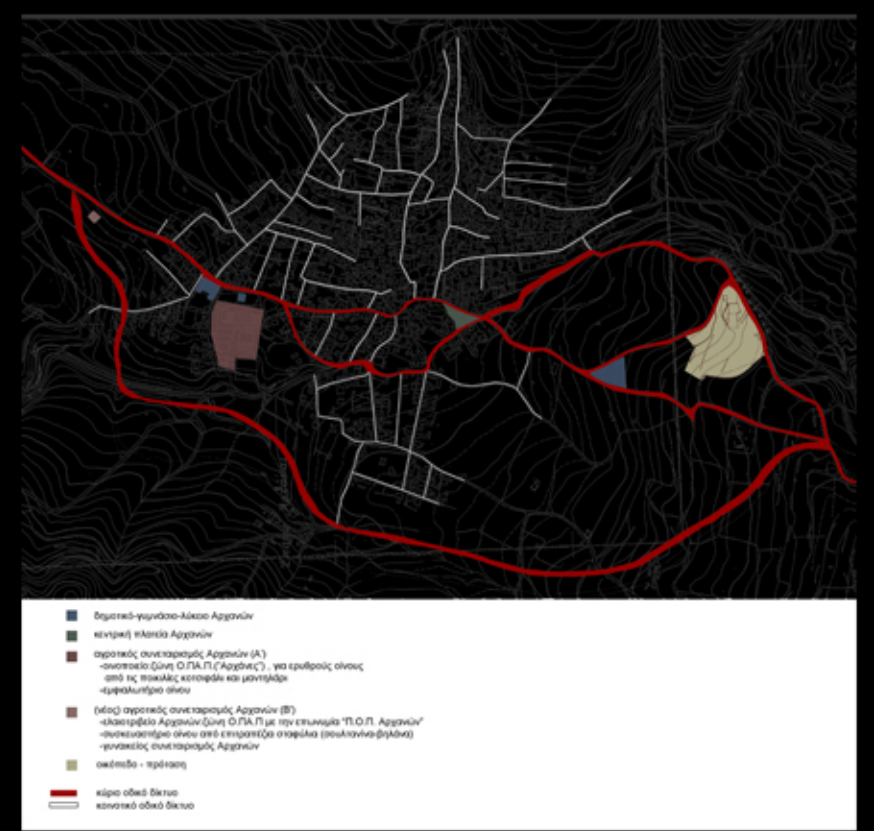 δημοτικό-γυμνάσιο-λύκειο Αρχανών
κεντρική πλατεία Αρχανών
αγροτικός συνεταιρισμός Αρχανών (Α')
-οινοποιείο:ζώνη Ο.ΠΑ.Π.("Αρχάνες") , για ερυθρούς οίνους
από τις ποικιλίες κοτσιφάλι και μαντηλάρι
-εμφιαλωτήριο οίνου
(νέος) αγροτικός συνεταιρισμός Αρχανών (Β')
-ελαιοτριβείο Αρχανών:ζώνη Ο.ΠΑ.Π με την επωνυμία "Π.Ο.Π. Αρχανών"
-συσκευαστήριο οίνου από επιτραπέζια σταφύλια (σουλτανίνα-βηλάνα)
-γυναικείος συνεταιρισμός Αρχανών
οικόπεδο - πρόταση
κύριο οδικό δίκτυο
κοινοτικό οδικό δίκτυο